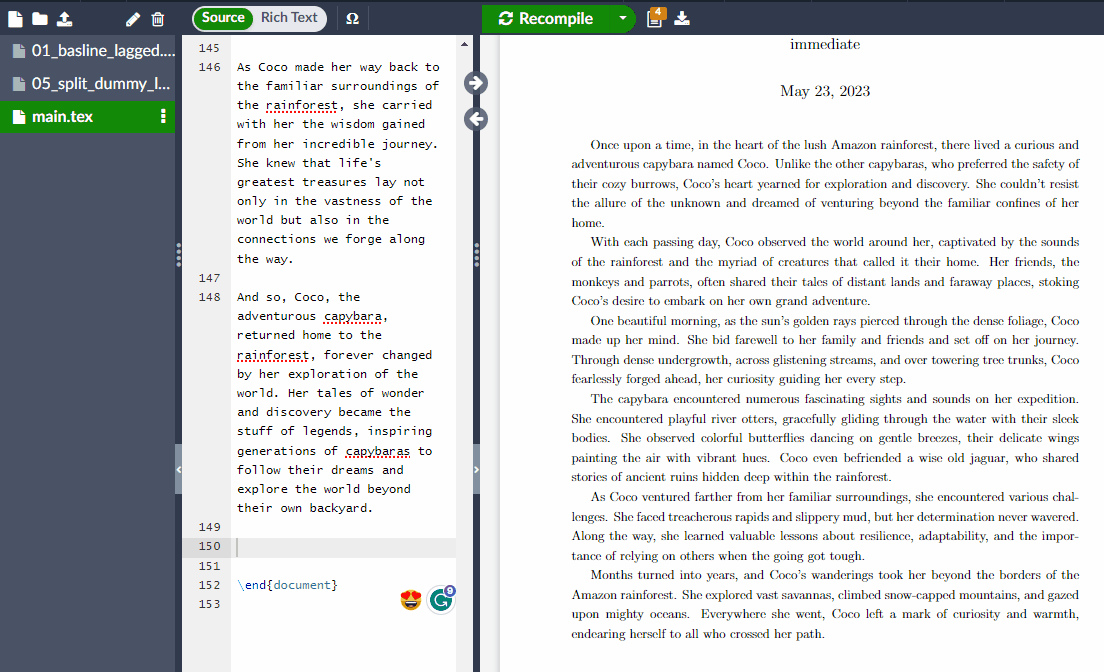 Source
Rich Text
Ω
Recompile
4
01_basline_lagged....
05_split_dummy_l...
main.tex
145
146 As Coco made her way back to
the familiar surroundings of
the rainforest, she carried
with her the wisdom gained
from her incredible journey.
She knew that life's
greatest treasures lay not
only in the vastness of the
world but also in the
connections we forge along
the way.
147
148 And so, Coco, the
adventurous capybara,
returned home to the
rainforest, forever changed
by her exploration of the
world. Her tales of wonder
and discovery became the
stuff of legends, inspiring
generations of capybaras to
follow their dreams and
explore the world beyond
their own backyard.
149
150
151
152 \end{document}
153
9
immediate
May 23, 2023
Once upon a time, in the heart of the lush Amazon rainforest, there lived a curious and
adventurous capybara named Coco. Unlike the other capybaras, who preferred the safety of
their cozy burrows, Coco's heart yearned for exploration and discovery. She couldn't resist
the allure of the unknown and dreamed of venturing beyond the familiar confines of her
home.
With each passing day, Coco observed the world around her, captivated by the sounds
of the rainforest and the myriad of creatures that called it their home. Her friends, the
monkeys and parrots, often shared their tales of distant lands and faraway places, stoking
Coco's desire to embark on her own grand adventure.
One beautiful morning, as the sun's golden rays pierced through the dense foliage, Coco
made up her mind. She bid farewell to her family and friends and set off on her journey.
Through dense undergrowth, across glistening streams, and over towering tree trunks, Coco
fearlessly forged ahead, her curiosity guiding her every step.
The capybara encountered numerous fascinating sights and sounds on her expedition.
She encountered playful river otters, gracefully gliding through the water with their sleek
bodies. She observed colorful butterflies dancing on gentle breezes, their delicate wings
painting the air with vibrant hues. Coco even befriended a wise old jaguar, who shared
stories of ancient ruins hidden deep within the rainforest.
As Coco ventured farther from her familiar surroundings, she encountered various chal-
lenges. She faced treacherous rapids and slippery mud, but her determination never wavered.
Along the way, she learned valuable lessons about resilience, adaptability, and the impor-
tance of relying on others when the going got tough.
Months turned into years, and Coco's wanderings took her beyond the borders of the
Amazon rainforest. She explored vast savannas, climbed snow-capped mountains, and gazed
upon mighty oceans. Everywhere she went, Coco left a mark of curiosity and warmth,
endearing herself to all who crossed her path.